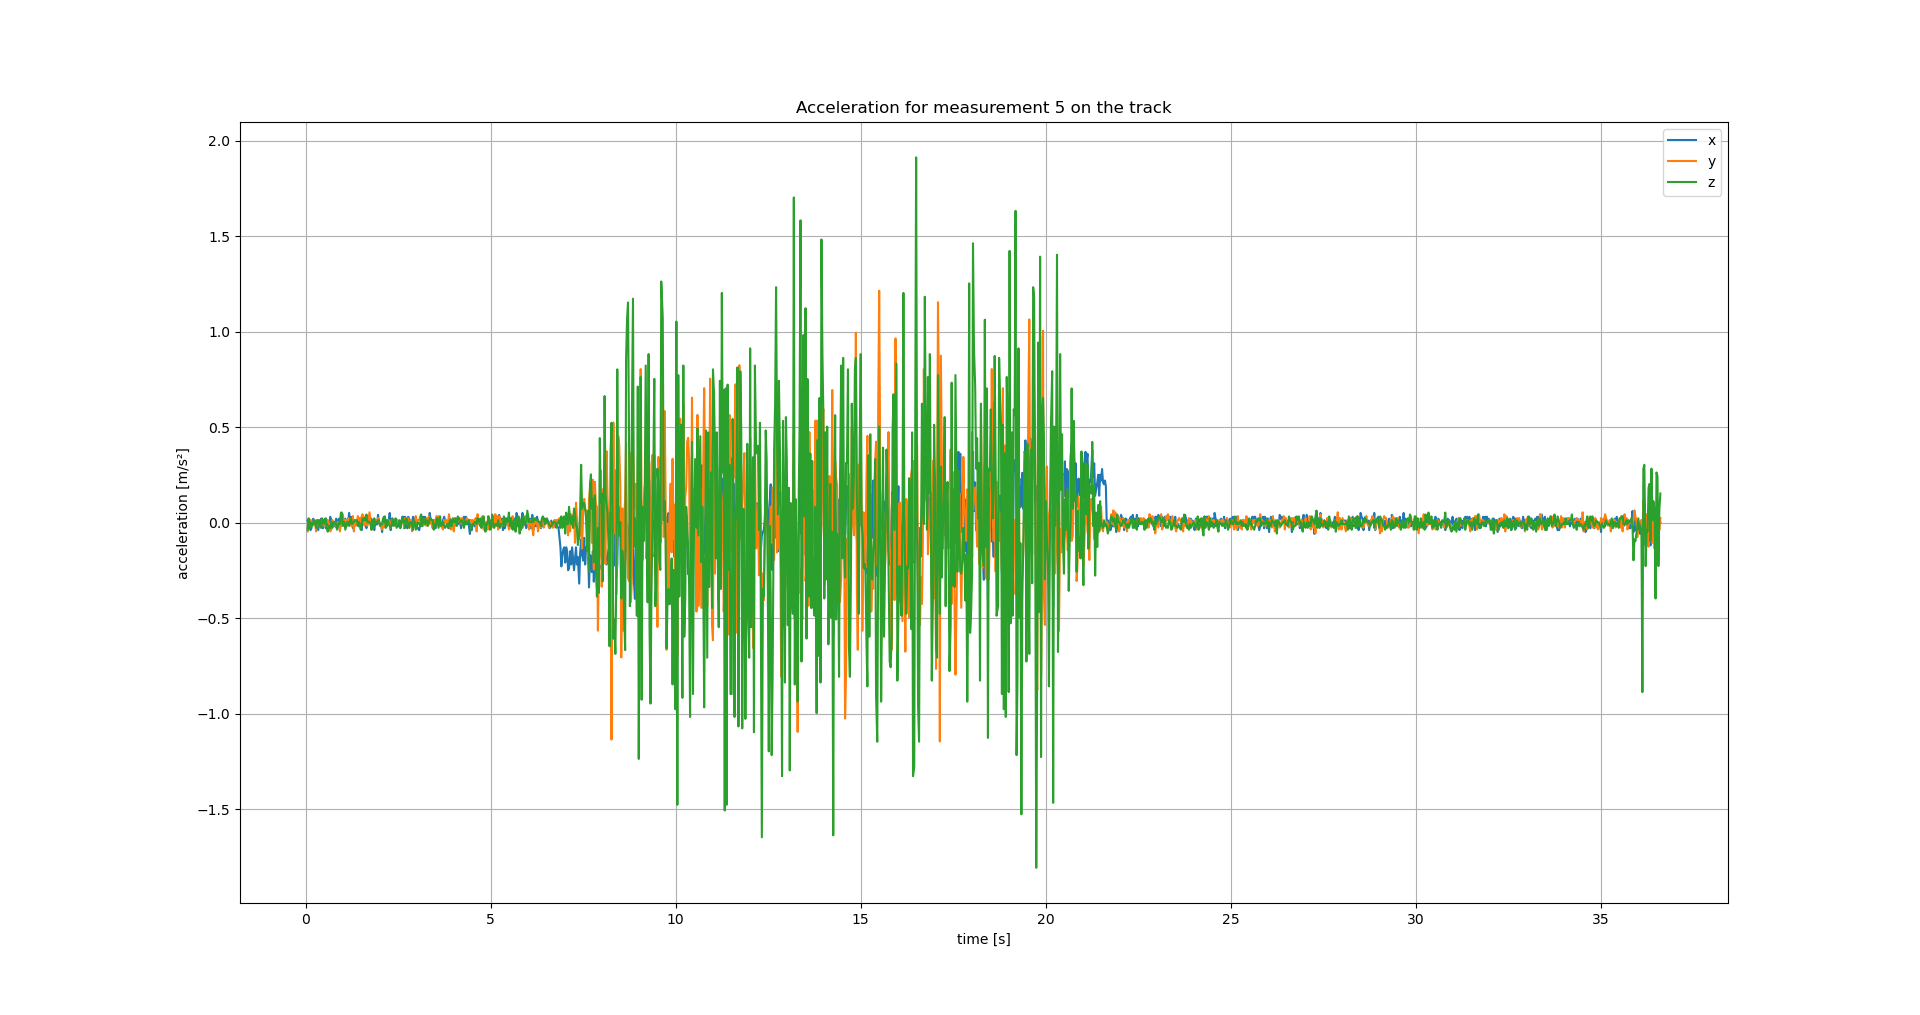 Acceleration for measurement 5 on the track
x
y
z
2.0
1.5
1.0
0.5
0.0
−0.5
−1.0
−1.5
acceleration [m/s²]
0 5 10 15 20 25 30 35
time [s]